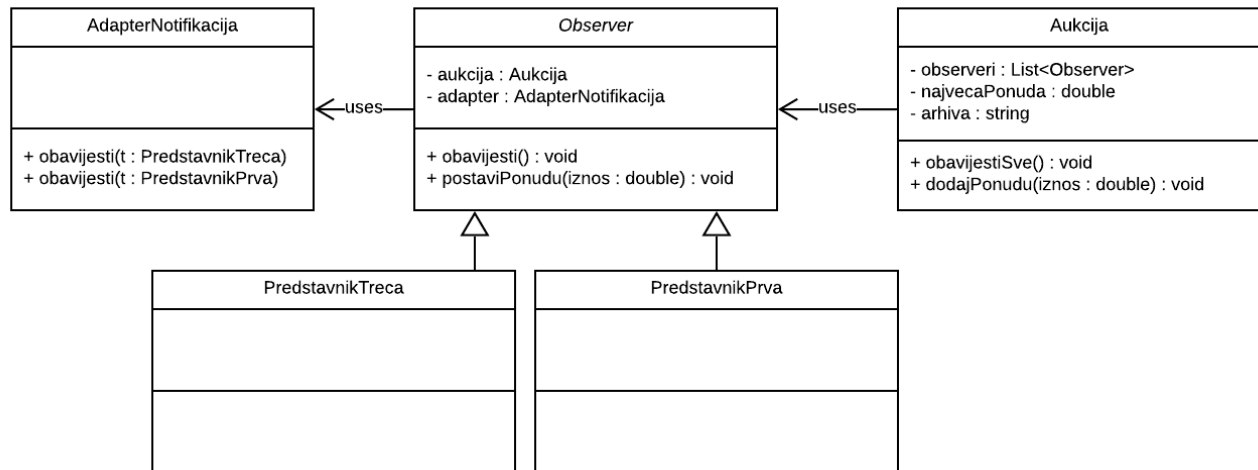 AdapterNotifikacija
+ obavijesti(t : PredstavnikTreca)
+ obavijesti(t : PredstavnikPrva)
uses
Observer
- aukcija : Aukcija
- adapter : AdapterNotifikacija
+ obavijesti() : void
+ postaviPonudu(iznos : double) : void
uses
Aukcija
- observeri : List<Observer>
- najvecaPonuda : double
- arhiva : string
+ obavijestiSve() : void
+ dodajPonudu(iznos : double) : void
PredstavnikTreca
PredstavnikPrva